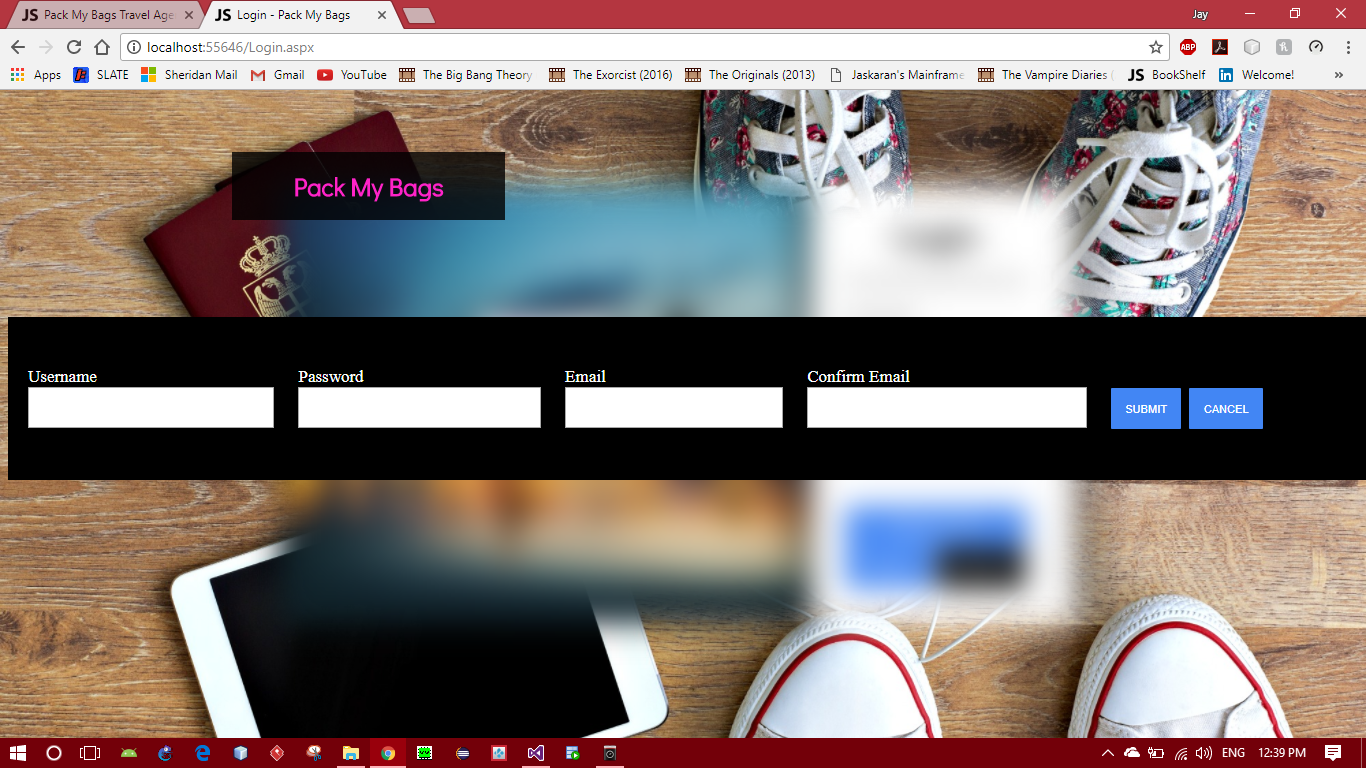 JS Pack My Bags Travel Age
JS Login - Pack My Bags
Jay
localhost:55646/Login.aspx
ABP
Apps SLATE Sheridan Mail Gmail YouTube The Big Bang Theory The Exorcist (2016) The Originals (2013) Jaskaran's Mainframe The Vampire Diaries ( JS BookShelf in Welcome! »
Pack My Bags
Username Password Email Confirm Email
SUBMIT CANCEL
ENG 12:39 PM